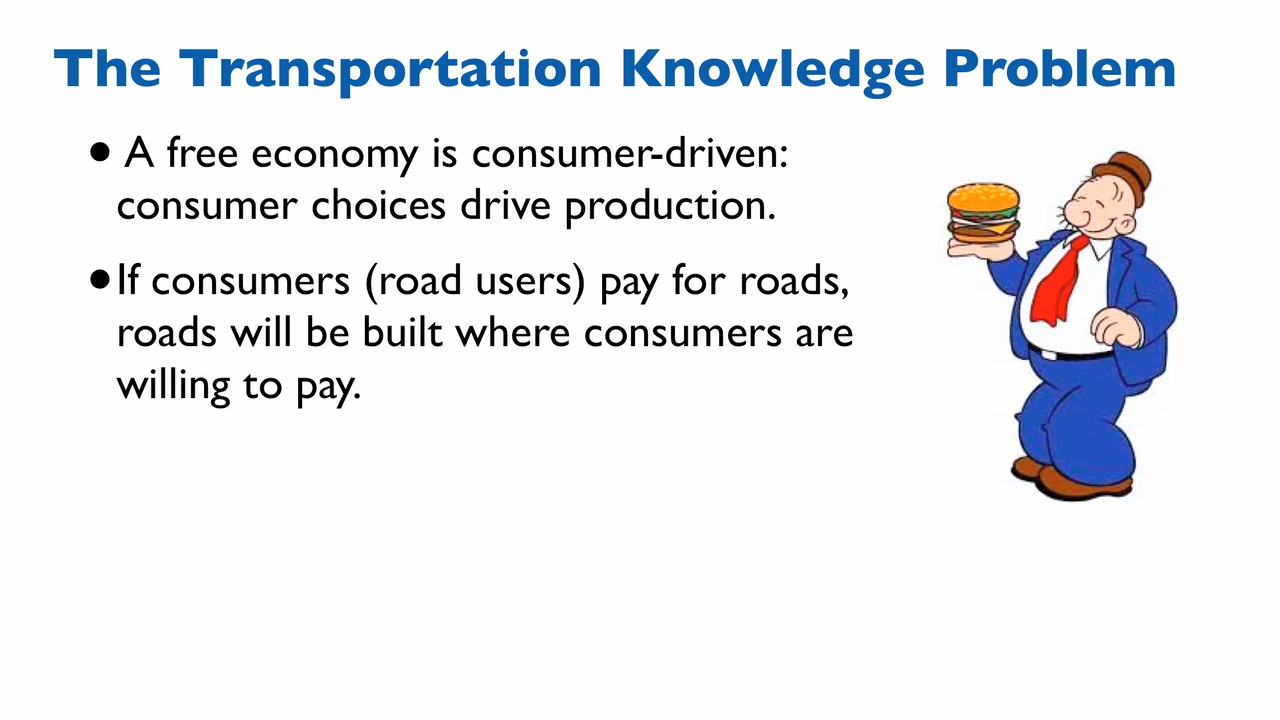 The Transportation Knowledge Problem
• A free economy is consumer-driven:
consumer choices drive production.
•If consumers (road users) pay for roads,
roads will be built where consumers are
willing to pay.